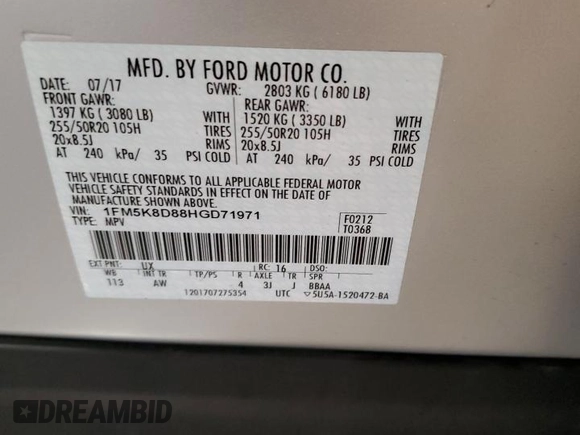 MFD. BY FORD MOTOR CO.
DATE: 07/17 GVWR: 2803 KG ( 6180 LB)
FRONT GAWR: REAR GAWR:
1397 KG ( 3080 LB) 1520 KG ( 3350 LB)
255/50R20 105H TIRES 255/50R20 105H TIRES
20x8.5J RIMS 20x8.5J RIMS
AT 240 kPa/ 35 PSI COLD AT 240 kPa/ 35 PSI COLD
THIS VEHICLE CONFORMS TO ALL APPLICABLE FEDERAL MOTOR
VEHICLE SAFETY STANDARDS IN EFFECT ON THE DATE OF
MANUFACTURE SHOWN ABOVE.
VIN: 1FM5K8D88HGD71971 F0212
TYPE: MPV T0368
EXT PNT: UX RC: 16 DSO:
WB INT TR TP/PS R AXLE TR SPR
113 AW 4 3J J BBAA
1201707275354 UTC ▽5U5A-1520472-BA
DREAMBID